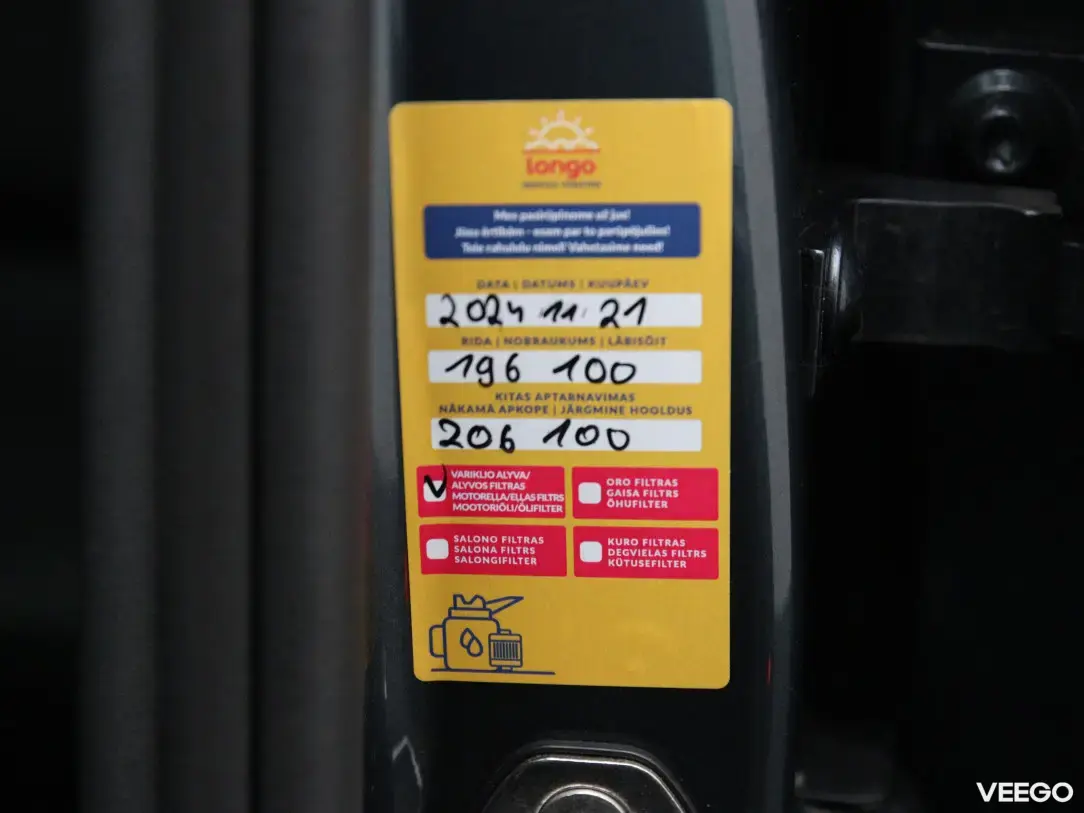 longo
Mes pasirūpinome už jus!
Jūsu ērtībām - esam par to parūpējušies!
Teie rahulolu nimel! Vahetasime need!
DATA | DATUMS | KUUPÄEV
2024 11 21
RIDA | NOBRAUKUMS | LÄBISÕIT
196 100
KITAS APTARNAVIMAS
NĀKAMĀ APKOPE | JÄRGMINE HOOLDUS
206 100
VARIKLIO ALYVA/
ALYVOS FILTRAS
MOTOREĻĻA/EĻĻAS FILTRS
MOOTORIÕLI/ÕLIFILTER
ORO FILTRAS
GAISA FILTRS
ÕHUFILTER
SALONO FILTRAS
SALONA FILTRS
SALONGIFILTER
KURO FILTRAS
DEGVIELAS FILTRS
KÜTUSEFILTER
VEEGO